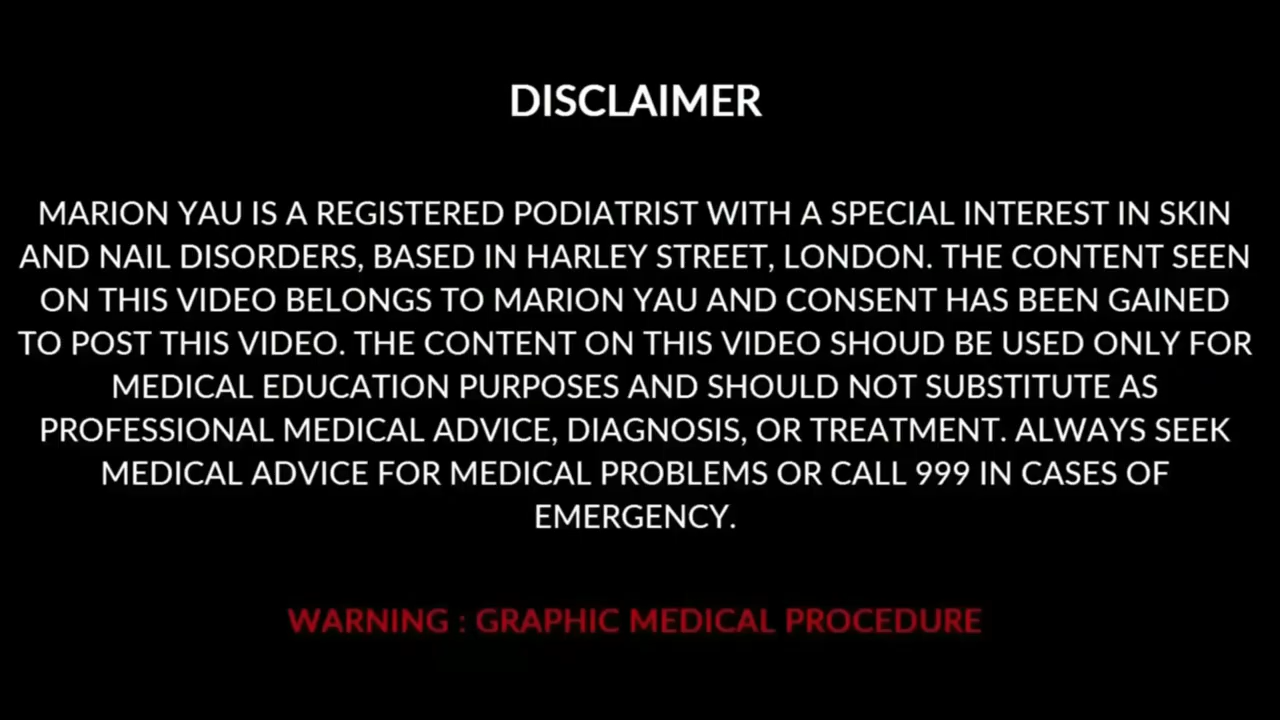 DISCLAIMER
MARION YAU IS A REGISTERED PODIATRIST WITH A SPECIAL INTEREST IN SKIN
AND NAIL DISORDERS, BASED IN HARLEY STREET, LONDON. THE CONTENT SEEN
ON THIS VIDEO BELONGS TO MARION YAU AND CONSENT HAS BEEN GAINED
TO POST THIS VIDEO. THE CONTENT ON THIS VIDEO SHOUD BE USED ONLY FOR
MEDICAL EDUCATION PURPOSES AND SHOULD NOT SUBSTITUTE AS
PROFESSIONAL MEDICAL ADVICE, DIAGNOSIS, OR TREATMENT. ALWAYS SEEK
MEDICAL ADVICE FOR MEDICAL PROBLEMS OR CALL 999 IN CASES OF
EMERGENCY.
WARNING : GRAPHIC MEDICAL PROCEDURE